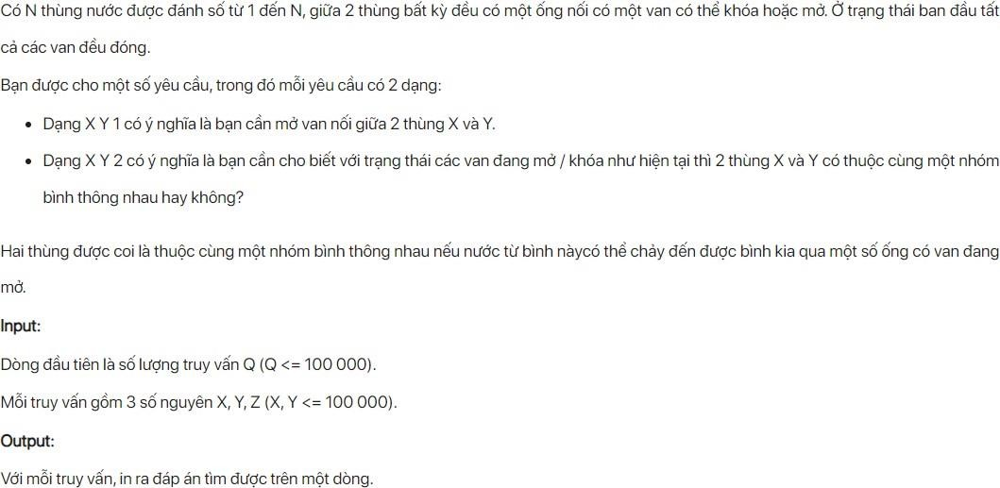 Có N thùng nước được đánh số từ 1 đến N, giữa 2 thùng bất kỳ đều có một ống nối có một van có thể khóa hoặc mở. Ở trạng thái ban đầu tất
cả các van đều đóng.
Bạn được cho một số yêu cầu, trong đó mỗi yêu cầu có 2 dạng:
• Dạng X Y 1 có ý nghĩa là bạn cần mở van nối giữa 2 thùng X và Y.
• Dạng X Y 2 có ý nghĩa là bạn cần cho biết với trạng thái các van đang mở / khóa như hiện tại thì 2 thùng X và Y có thuộc cùng một nhóm
bình thông nhau hay không?
Hai thùng được coi là thuộc cùng một nhóm bình thông nhau nếu nước từ bình nàycó thể chảy đến được bình kia qua một số ống có van đang
mở.
Input:
Dòng đầu tiên là số lượng truy vấn Q (Q <= 100 000).
Mỗi truy vấn gồm 3 số nguyên X, Y, Z (X, Y <= 100 000).
Output:
Với mỗi truy vấn, in ra đáp án tìm được trên một dòng.